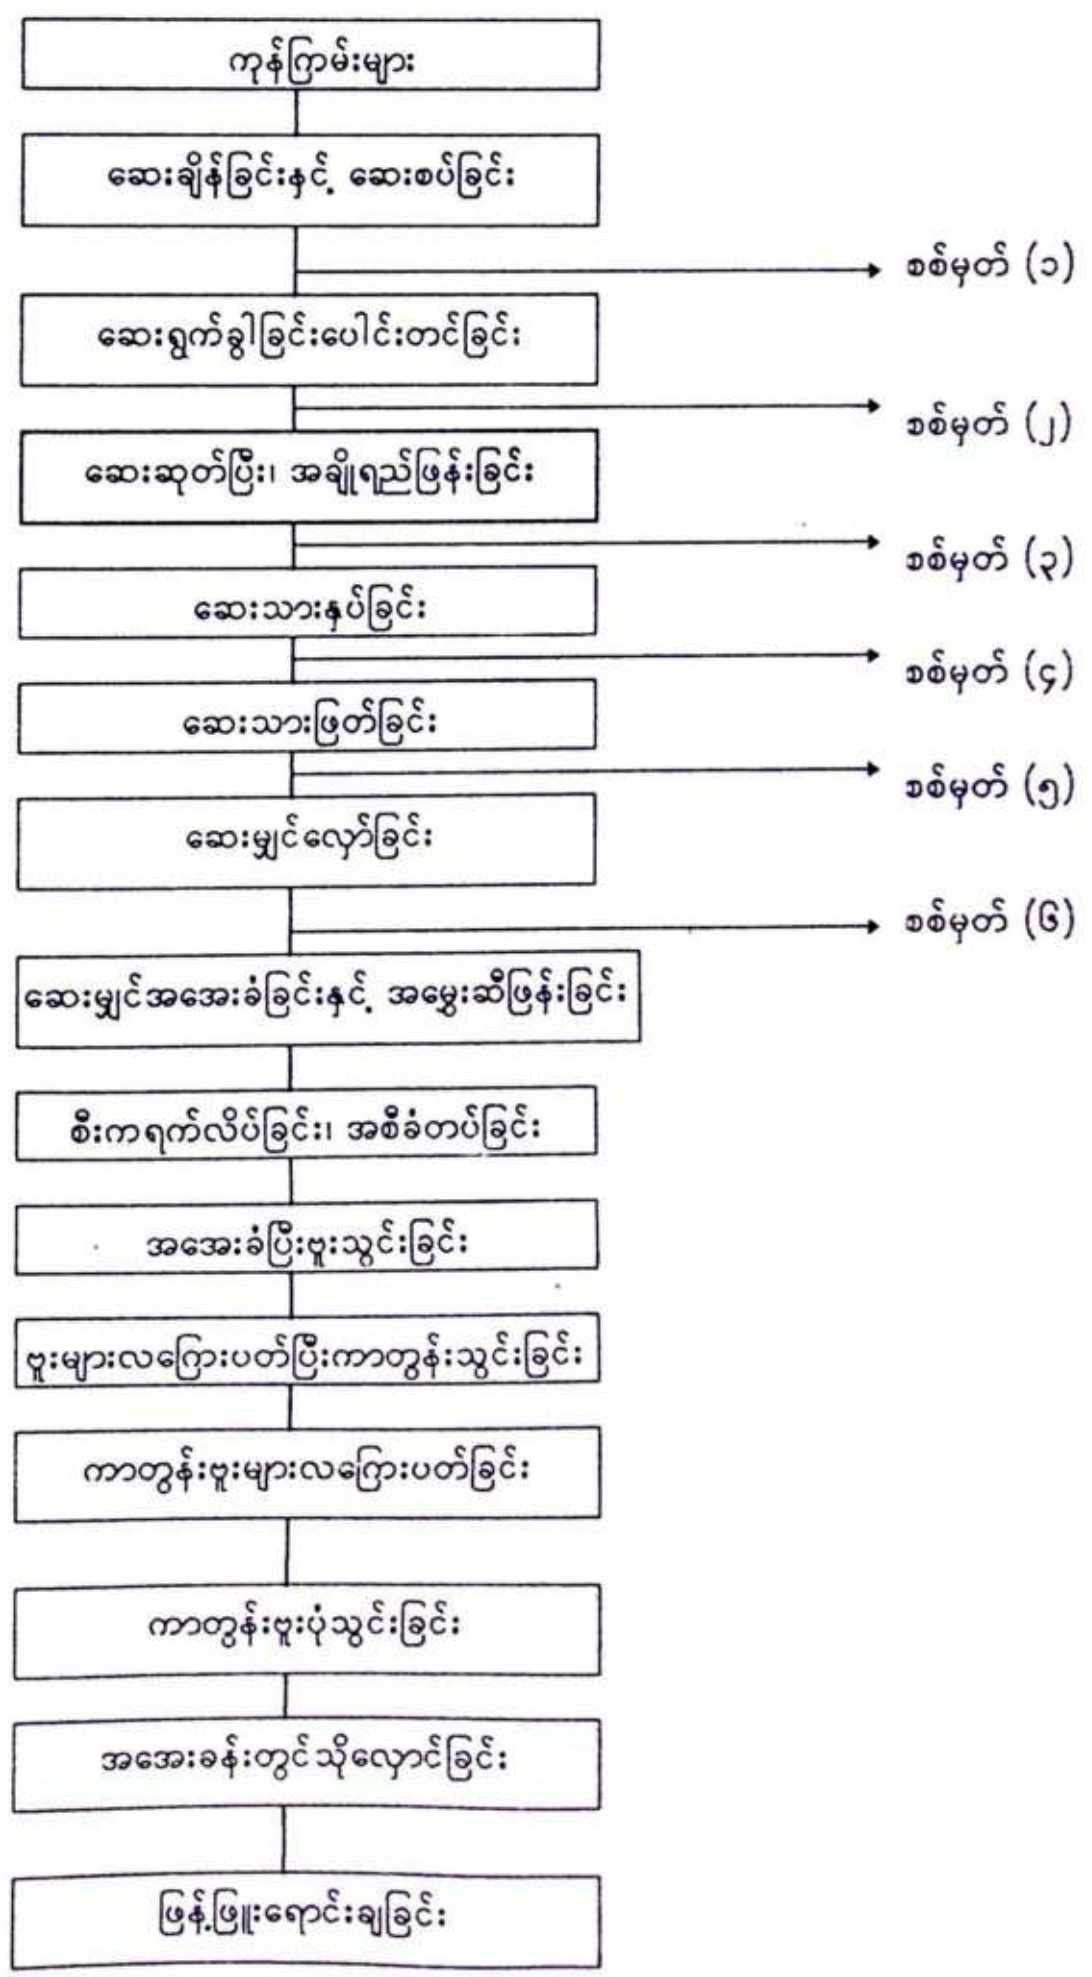 ကုန်ကြမ်းများ
ဆေးချိန်ခြင်းနှင့် ဆေးစပ်ခြင်း
စစ်မှတ် (၁)
ဆေးရွက်ခွါခြင်းပေါင်းတင်ခြင်း
စစ်မှတ် (၂)
ဆေးဆုတ်ပြီး၊ အချိုရည်ဖြန်းခြင်း
စစ်မှတ် (၃)
ဆေးသားနှပ်ခြင်း
စစ်မှတ် (၄)
ဆေးသားဖြတ်ခြင်း
စစ်မှတ် (၅)
ဆေးမျှင်လှော်ခြင်း
စစ်မှတ် (၆)
ဆေးမျှင်အအေးခံခြင်းနှင့် အမွှေးဆီဖြန်းခြင်း
စီးကရက်လိပ်ခြင်း၊ အစီခံတပ်ခြင်း
အအေးခံပြီးဗူးသွင်းခြင်း
ဗူးများလကြေးပတ်ပြီးကာတွန်းသွင်းခြင်း
ကာတွန်းဗူးများလကြေးပတ်ခြင်း
ကာတွန်းဗူးပုံသွင်းခြင်း
အအေးခန်းတွင်သိုလှောင်ခြင်း
ဖြန့်ဖြူးရောင်းချခြင်း